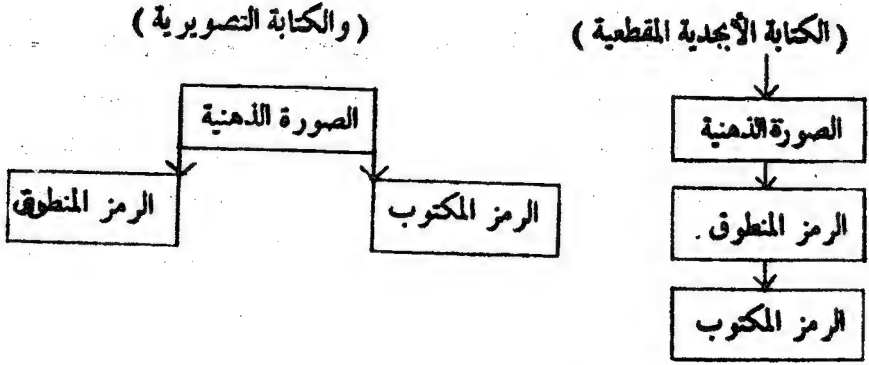 ( الكتابة الأبجدية المقطعية )
الصورة الذهنية
الرمز المنطوق .
الرمز المكتوب
( والكتابة التصويرية )
الصورة الذهنية
الرمز المكتوب
الرمز المنطوق